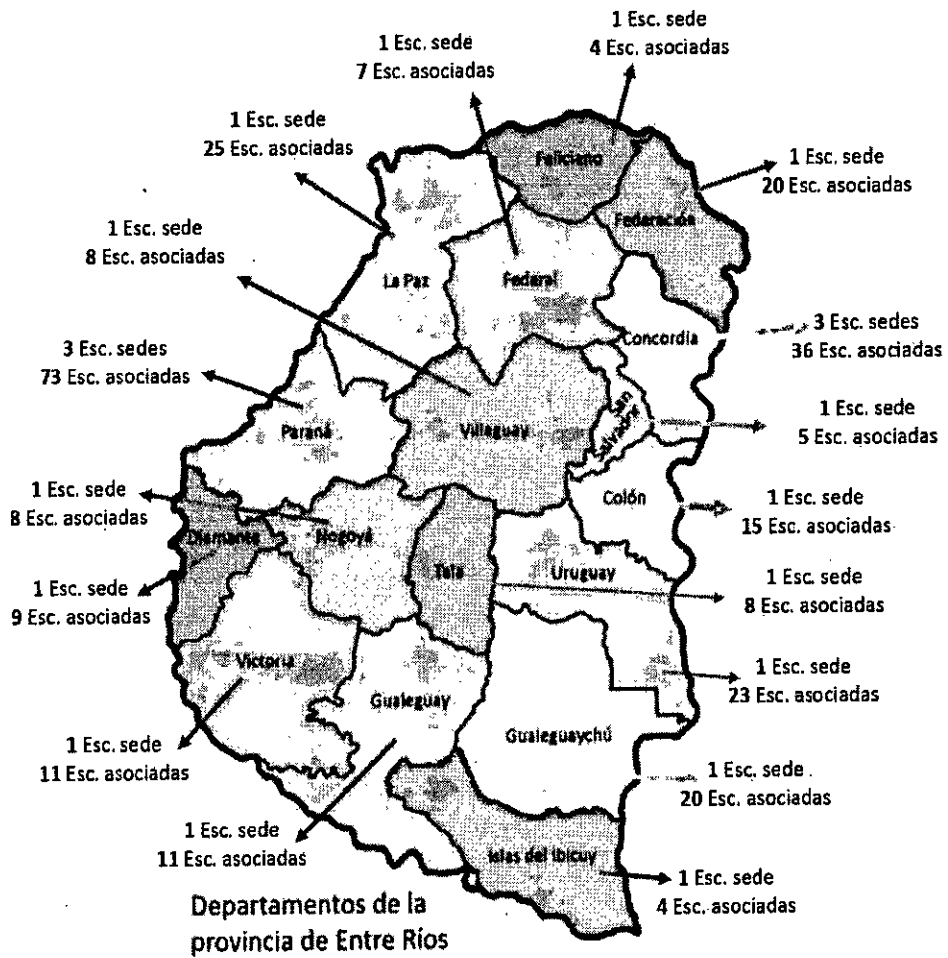 1 Esc. sede
4 Esc. asociadas
1 Esc. sede
7 Esc. asociadas
1 Esc. sede
25 Esc. asociadas
1 Esc. sede
20 Esc. asociadas
1 Esc. sede
8 Esc. asociadas
Feliciano
Federación
La Paz
Federal
Concordia
3 Esc. sedes
73 Esc. asociadas
3 sedes
36 Esc. asociadas
Paraná
Villaguay
San
Salvador
1 Esc. sede
5 Esc. asociadas
1 Esc. sede
8 Esc. asociadas
Colón
1 Esc. sede
15 Esc. asociadas
Diamante
Nogoyá
Tala
Uruguay
1 Esc. sede
9 Esc. asociadas
1 Esc. sede
8 Esc. asociadas
Victoria
Gualeguay
1 Esc. sede
23 Esc. asociadas
Gualeguaychú
1 Esc. sede
11 Esc. asociadas
1 Esc. sede
20 Esc. asociadas
1 Esc. sede
11 Esc. asociadas
Islas del Ibicuy
1 Esc. sede
4 Esc. asociadas
Departamentos de la
provincia de Entre Ríos